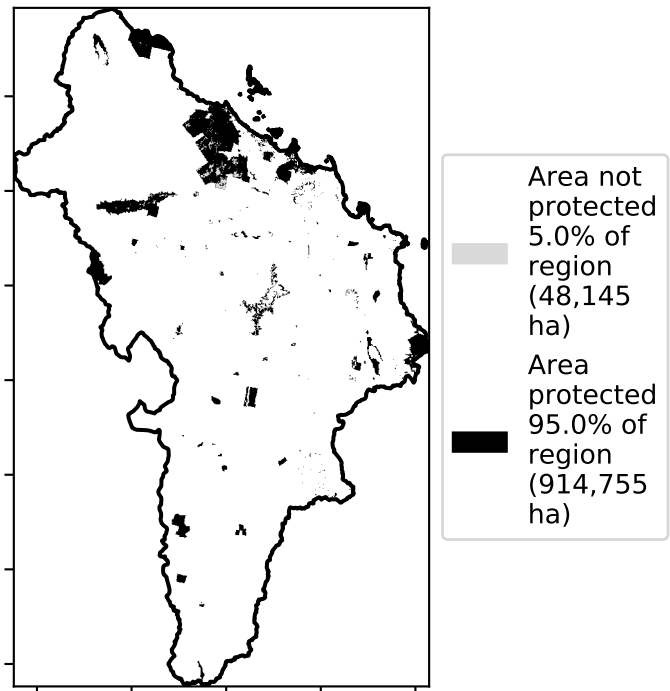 Area not
protected
5.0% of
region
(48,145
ha)
Area
protected
95.0% of
region
(914,755
ha)